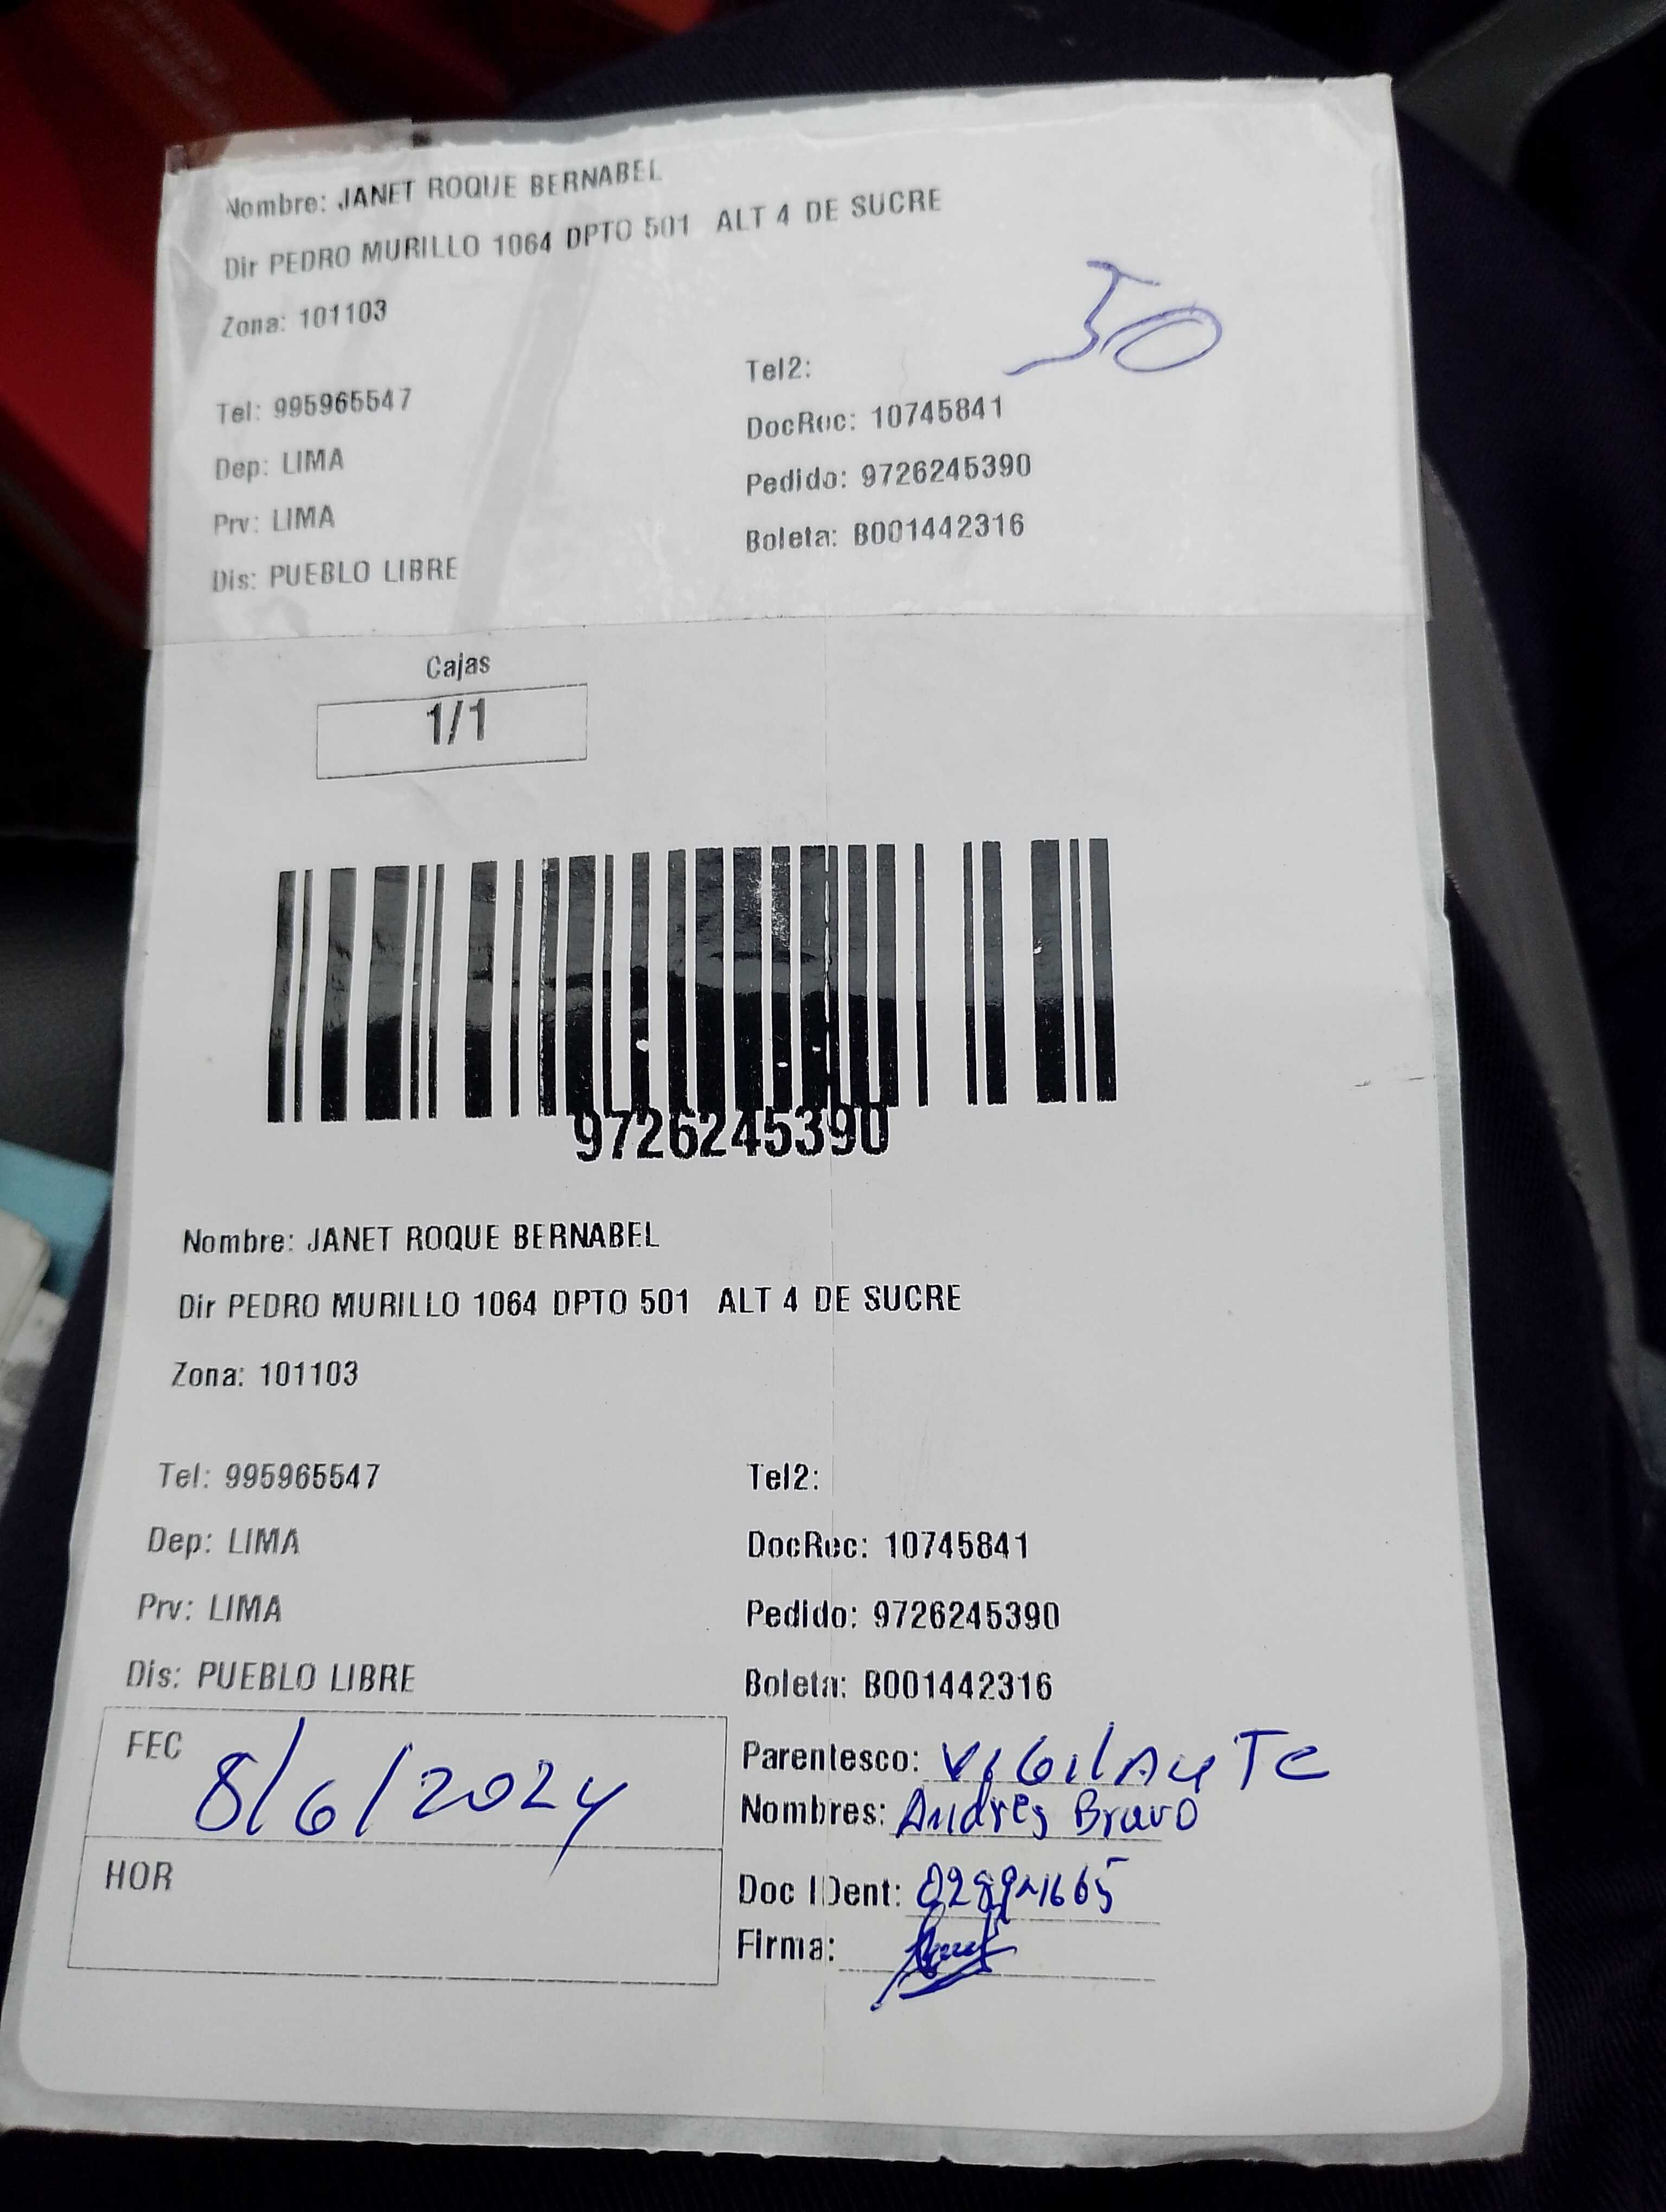 Nombre: JANET ROQUE BERNABEL
Dir PEDRO MURILLO 1064 DPTO 501 ALT 4 DE SUCRE
50
Zona: 101103
Tel2:
Tel: 995965547
DocRec: 10745841
Dep: LIMA
Pedido: 9726245390
Prv: LIMA
Boleta: B001442316
Dis: PUEBLO LIBRE
Cajas
1/1
9726245390
Nombre: JANET ROQUE BERNABEL
Dir PEDRO MURILLO 1064 DPTO 501 ALT 4 DE SUCRE
Zona: 101103
Tel: 995965547 Tel2:
Dep: LIMA DocRec: 10745841
Prv: LIMA Pedido: 9726245390
Dis: PUEBLO LIBRE Boleta: B001442316
FEC 8/6/2024
Parentesco: VIGILANTE
Nombres: Andres Bravo
HOR
Doc IDent:
Firma: